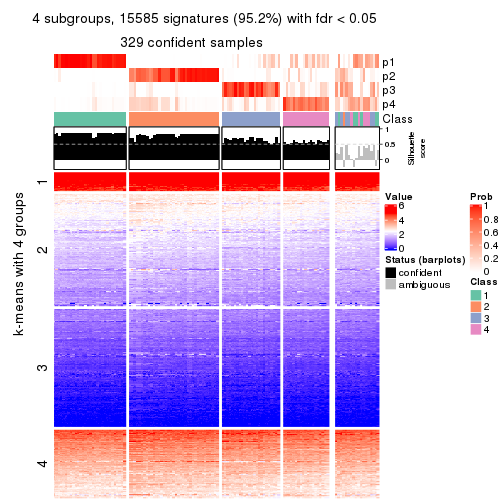 4 subgroups, 15585 signatures (95.2%) with fdr < 0.05
329 confident samples
p1
p2
p3
p4
Class
1
0.5
0
Silhouette
score
k-means with 4 groups
1
2
3
4
Value
6
4
2
0
Status (barplots)
confident
ambiguous
Prob
1
0.8
0.6
0.4
0.2
0
Class
1
2
3
4